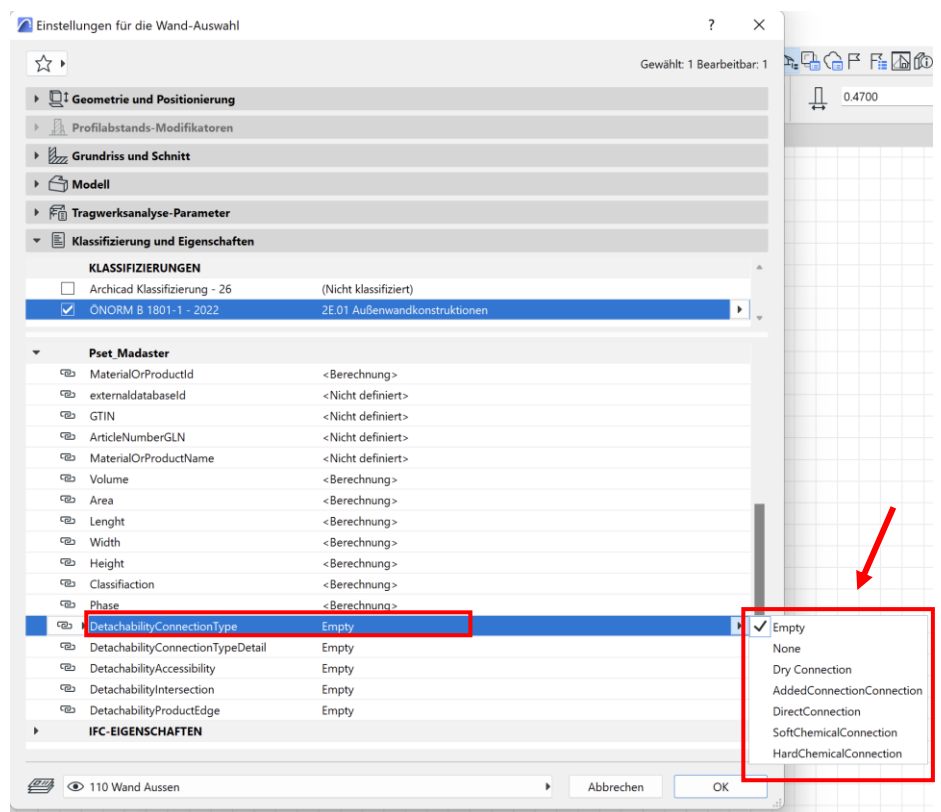 Einstellungen für die Wand-Auswahl ? ×
Gewählt: 1 Bearbeitbar: 1
Geometrie und Positionierung
0.4700
Profilabstands-Modifikatoren
Grundriss und Schnitt
Modell
Tragwerksanalyse-Parameter
Klassifizierung und Eigenschaften
KLASSIFIZIERUNGEN
Archicad Klassifizierung - 26 (Nicht klassifiziert)
ÖNORM B 1801-1 - 2022 2E.01 Außenwandkonstruktionen
Pset_Madaster
MaterialOrProductId <Berechnung>
externaldatabaseId <Nicht definiert>
GTIN <Nicht definiert>
ArticleNumberGLN <Nicht definiert>
MaterialOrProductName <Nicht definiert>
Volume <Berechnung>
Area <Berechnung>
Lenght <Berechnung>
Width <Berechnung>
Height <Berechnung>
Classifiaction <Berechnung>
Phase <Berechnung>
DetachabilityConnectionType Empty
DetachabilityConnectionTypeDetail Empty
DetachabilityAccessibility Empty
DetachabilityIntersection Empty
DetachabilityProductEdge Empty
IFC-EIGENSCHAFTEN
Empty
None
Dry Connection
AddedConnectionConnection
DirectConnection
SoftChemicalConnection
HardChemicalConnection
110 Wand Aussen Abbrechen OK